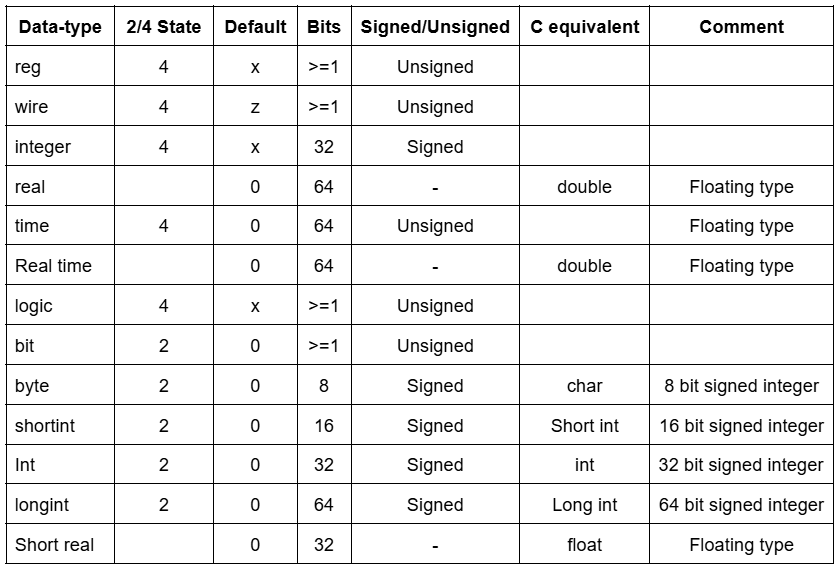 Data-type 2/4 State Default Bits Signed/Unsigned C equivalent Comment
reg 4 x >=1 Unsigned
wire 4 z >=1 Unsigned
integer 4 x 32 Signed
real 0 64 - double Floating type
time 4 0 64 Unsigned Floating type
Real time 0 64 - double Floating type
logic 4 x >=1 Unsigned
bit 2 0 >=1 Unsigned
byte 2 0 8 Signed char 8 bit signed integer
shortint 2 0 16 Signed Short int 16 bit signed integer
Int 2 0 32 Signed int 32 bit signed integer
longint 2 0 64 Signed Long int 64 bit signed integer
Short real 0 32 - float Floating type